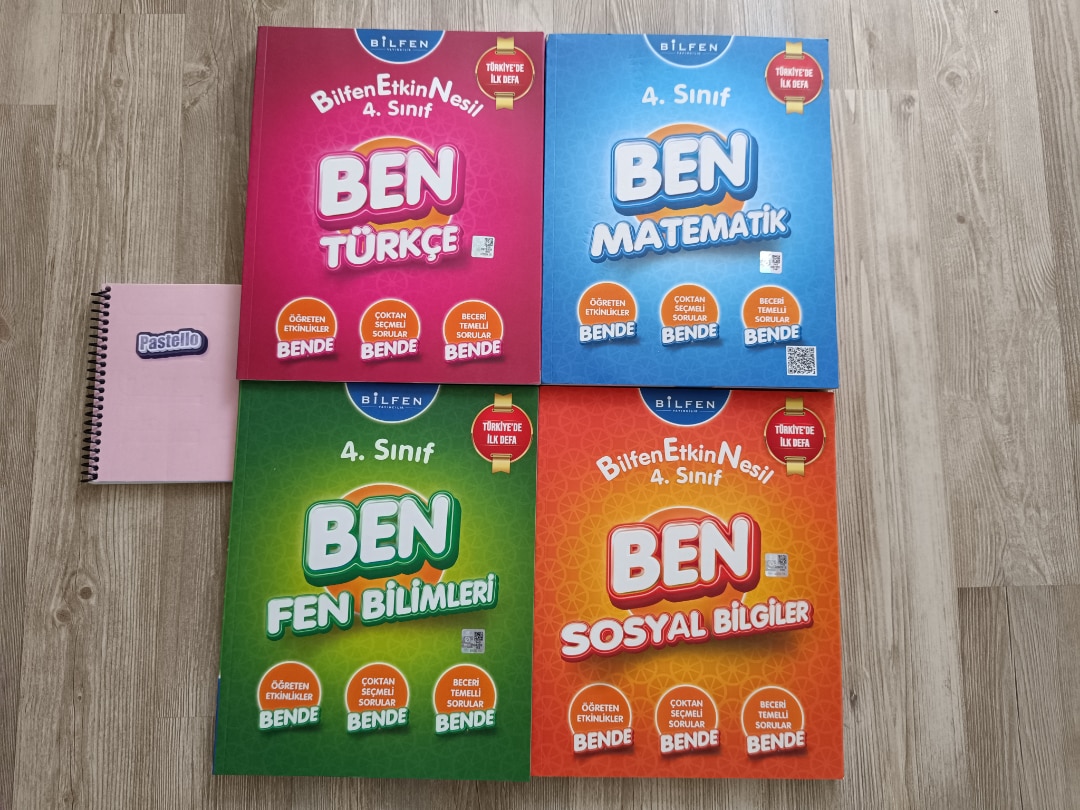 BİLFEN
YAYINCILIK
TÜRKİYE'DE
İLK DEFA
BilfenEtkinNesil
4. Sınıf
BEN
TÜRKÇE
ÖĞRETEN
ETKİNLİKLER
BENDE
ÇOKTAN
SEÇMELİ
SORULAR
BENDE
BECERİ
TEMELLİ
SORULAR
BENDE
BİLFEN
YAYINCILIK
TÜRKİYE'DE
İLK DEFA
4. Sınıf
BEN
MATEMATİK
ÖĞRETEN
ETKİNLİKLER
BENDE
ÇOKTAN
SEÇMELİ
SORULAR
BENDE
BECERİ
TEMELLİ
SORULAR
BENDE
Pastello
BİLFEN
YAYINCILIK
TÜRKİYE'DE
İLK DEFA
4. Sınıf
BEN
FEN BİLİMLERİ
ÖĞRETEN
ETKİNLİKLER
BENDE
ÇOKTAN
SEÇMELİ
SORULAR
BENDE
BECERİ
TEMELLİ
SORULAR
BENDE
BİLFEN
YAYINCILIK
TÜRKİYE'DE
İLK DEFA
BilfenEtkinNesil
4. Sınıf
BEN
SOSYAL BİLGİLER
ÖĞRETEN
ETKİNLİKLER
BENDE
ÇOKTAN
SEÇMELİ
SORULAR
BENDE
BECERİ
TEMELLİ
SORULAR
BENDE